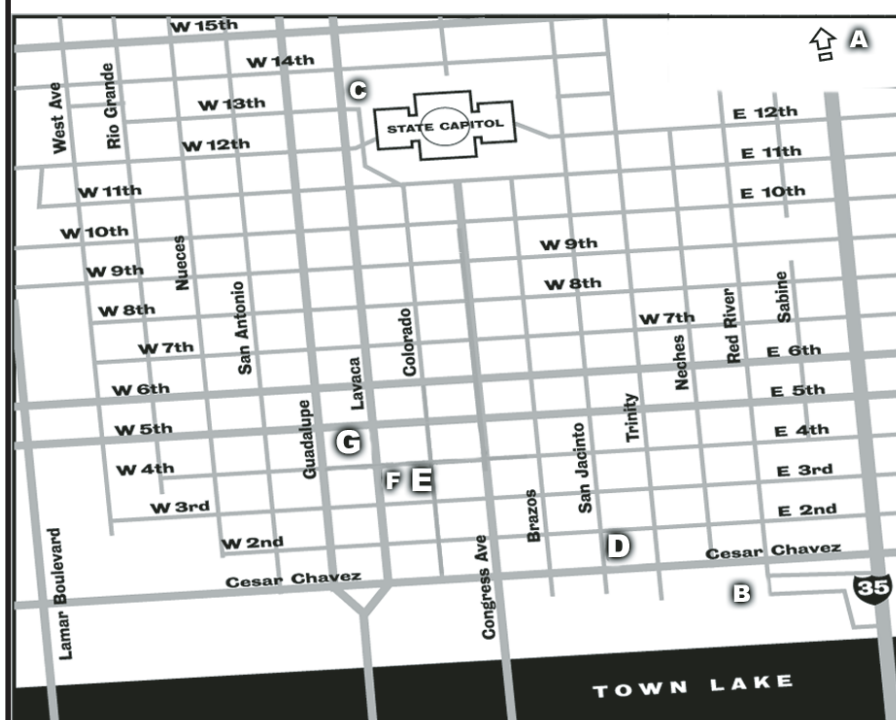 W 15th
A
W 14th
C
W 13th
E 12th
West Ave
Rio Grande
STATE CAPITOL
W 12th
E 11th
W 11th
E 10th
W 10th
W 9th
W 9th
Nueces
W 8th
W 8th
San Antonio
Sabine
W 7th
Red River
Colorado
W 7th
Neches
E 6th
Lavaca
W 6th
E 5th
Trinity
W 5th
E 4th
G
Guadalupe
W 4th
E 3rd
F
E
San Jacinto
W 3rd
E 2nd
Brazos
W 2nd
D
Cesar Chavez
Cesar Chavez
Congress Ave
B
35
Lamar Boulevard
TOWN LAKE